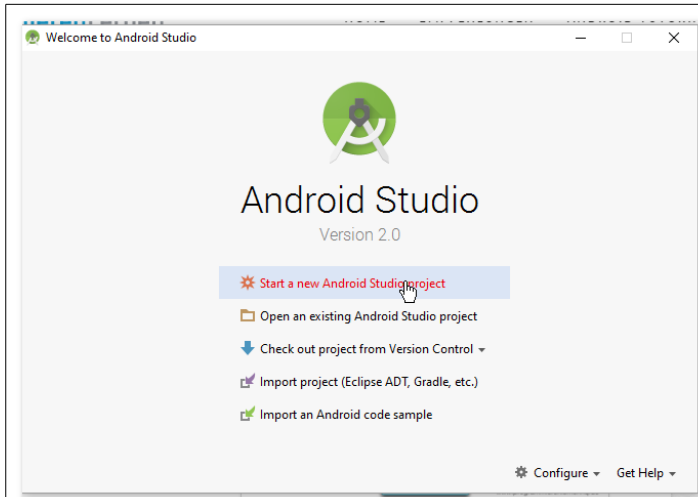 Welcome to Android Studio
Android Studio
Version 2.0
Start a new Android Studio project
Open an existing Android Studio project
Check out project from Version Control
Import project (Eclipse ADT, Gradle, etc.)
Import an Android code sample
Configure
Get Help